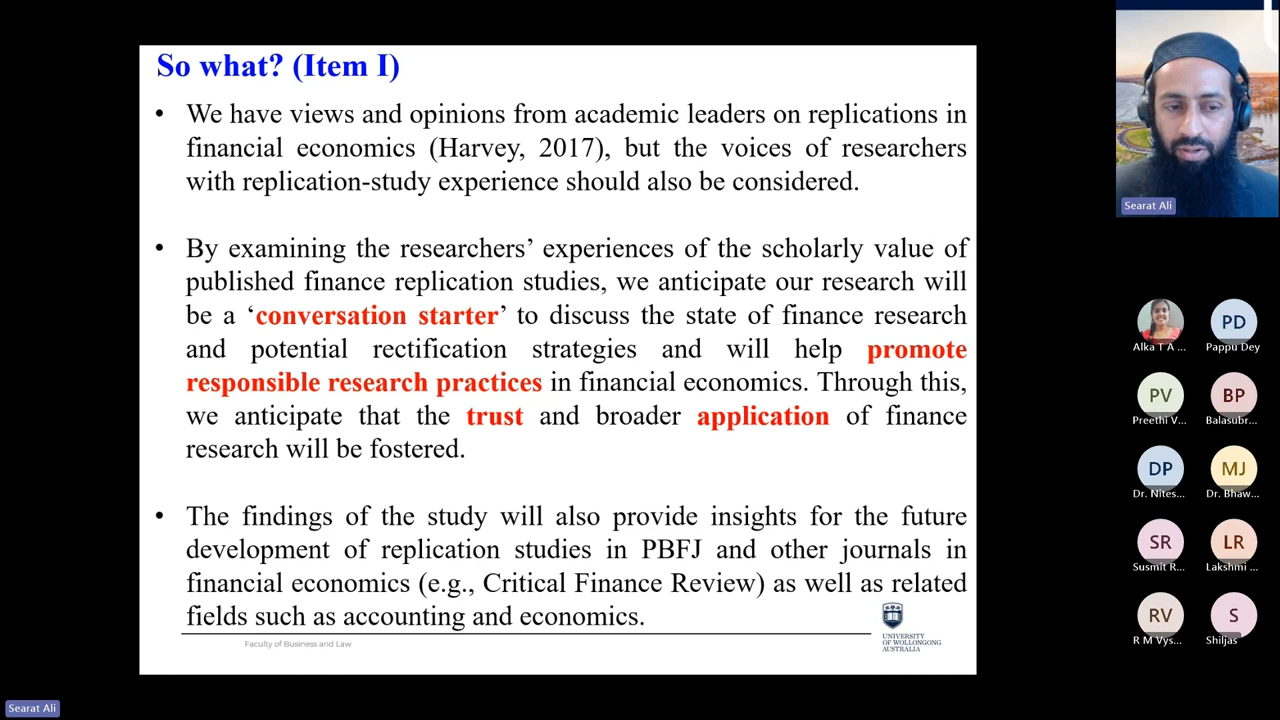 So what? (Item I)
• We have views and opinions from academic leaders on replications in
financial economics (Harvey, 2017), but the voices of researchers
with replication-study experience should also be considered.
• By examining the researchers’ experiences of the scholarly value of
published finance replication studies, we anticipate our research will
be a ‘conversation starter’ to discuss the state of finance research
and potential rectification strategies and will help promote
responsible research practices in financial economics. Through this,
we anticipate that the trust and broader application of finance
research will be fostered.
• The findings of the study will also provide insights for the future
development of replication studies in PBFJ and other journals in
financial economics (e.g., Critical Finance Review) as well as related
fields such as accounting and economics.
Faculty of Business and Law
UNIVERSITY
OF WOLLONGONG
AUSTRALIA
Searat Ali
Alka T A ...
PD
Pappu Dey
PV
Preethi V...
BP
Balasubr...
DP
Dr. Nites...
MJ
Dr. Bhaw...
SR
Susmit R...
LR
Lakshmi ...
RV
R M Vys...
S
Shiljas
Searat Ali